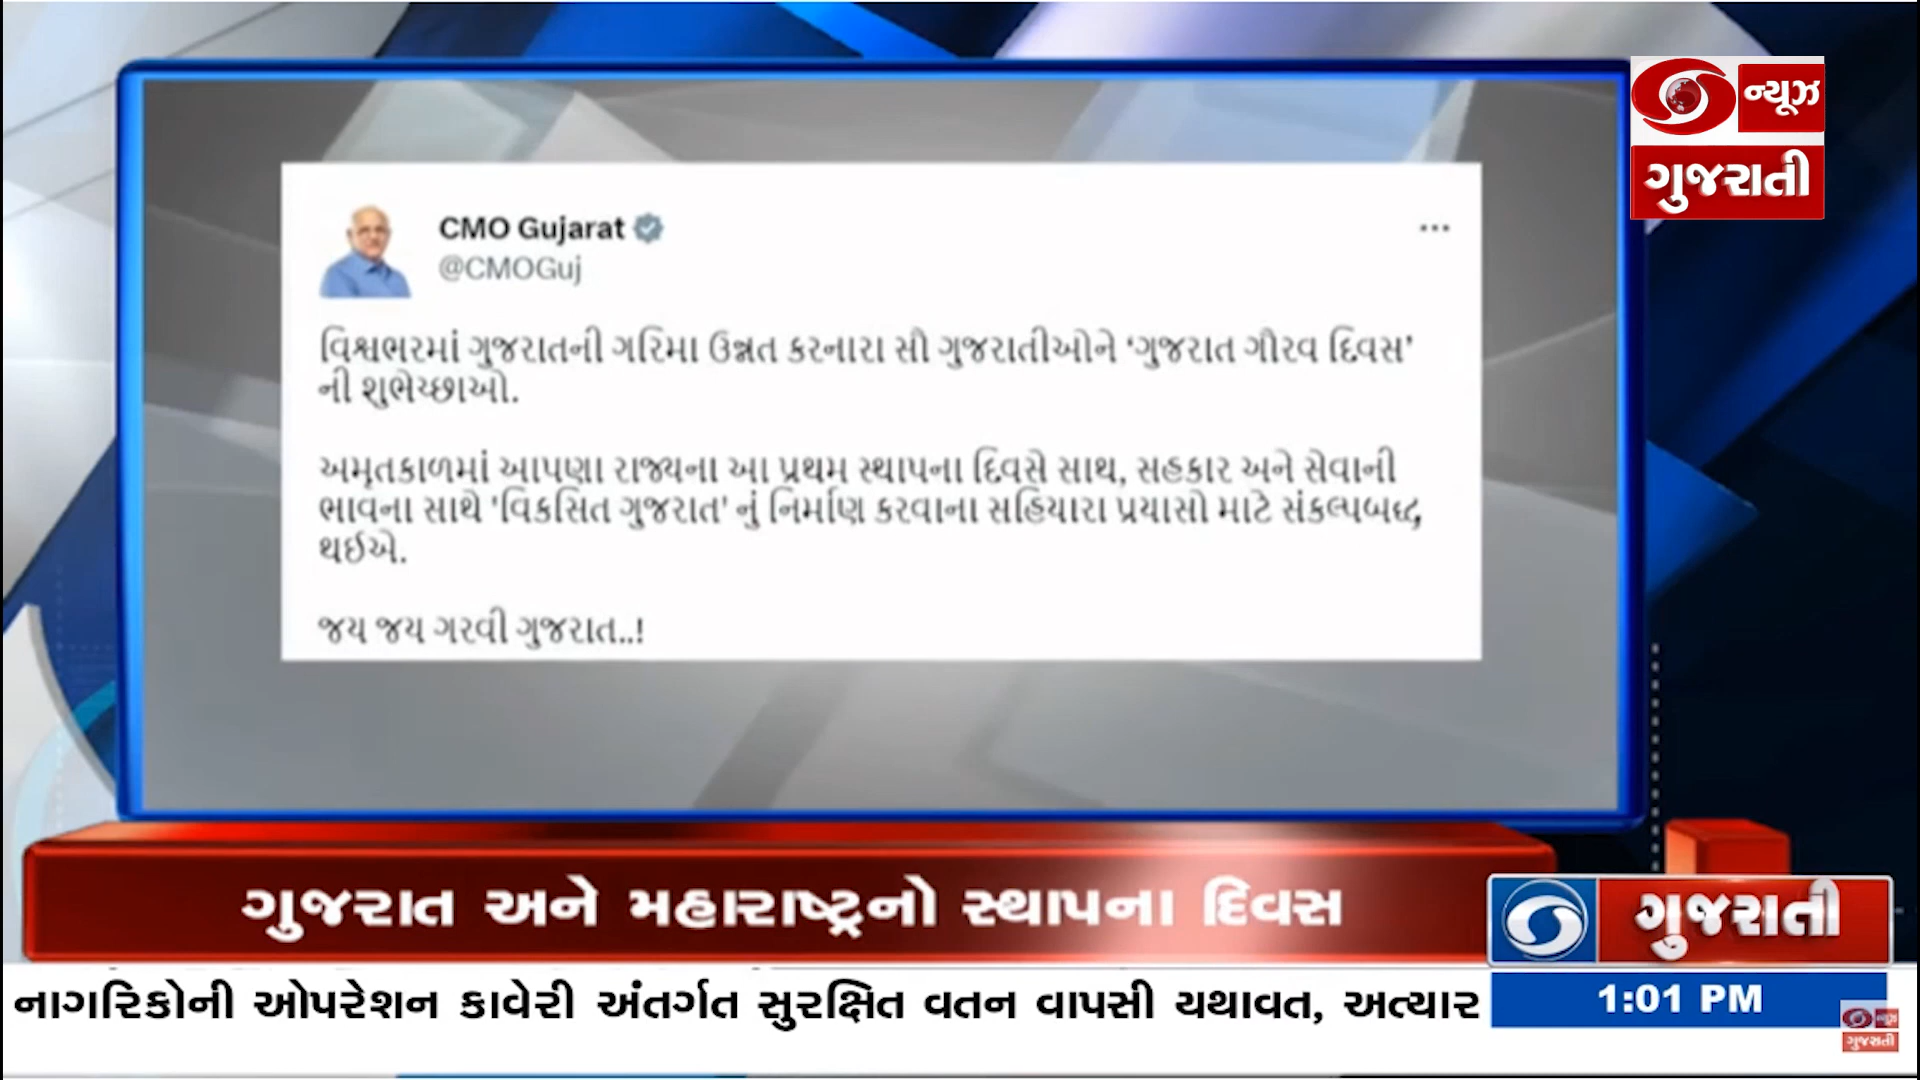 ન્યૂઝ
ગુજરાતી
CMO Gujarat
@CMOGuj
વિશ્વભરમાં ગુજરાતની ગરિમા ઉન્નત કરનારા સૌ ગુજરાતીઓને ‘ગુજરાત ગૌરવ દિવસ’
ની શુભેચ્છાઓ.
અમૃતકાળમાં આપણા રાજ્યના આ પ્રથમ સ્થાપના દિવસે સાથ, સહકાર અને સેવાની
ભાવના સાથે 'વિકસિત ગુજરાત' નું નિર્માણ કરવાના સહિયારા પ્રયાસો માટે સંકલ્પબદ્ધ
થઈએ.
જય જય ગરવી ગુજરાત..!
ગુજરાત અને મહારાષ્ટ્રનો સ્થાપના દિવસ
ગુજરાતી
નાગરિકોની ઓપરેશન કાવેરી અંતર્ગત સુરક્ષિત વતન વાપસી યથાવત, અત્યાર
1:01 PM
ન્યૂઝ
ગુજરાતી